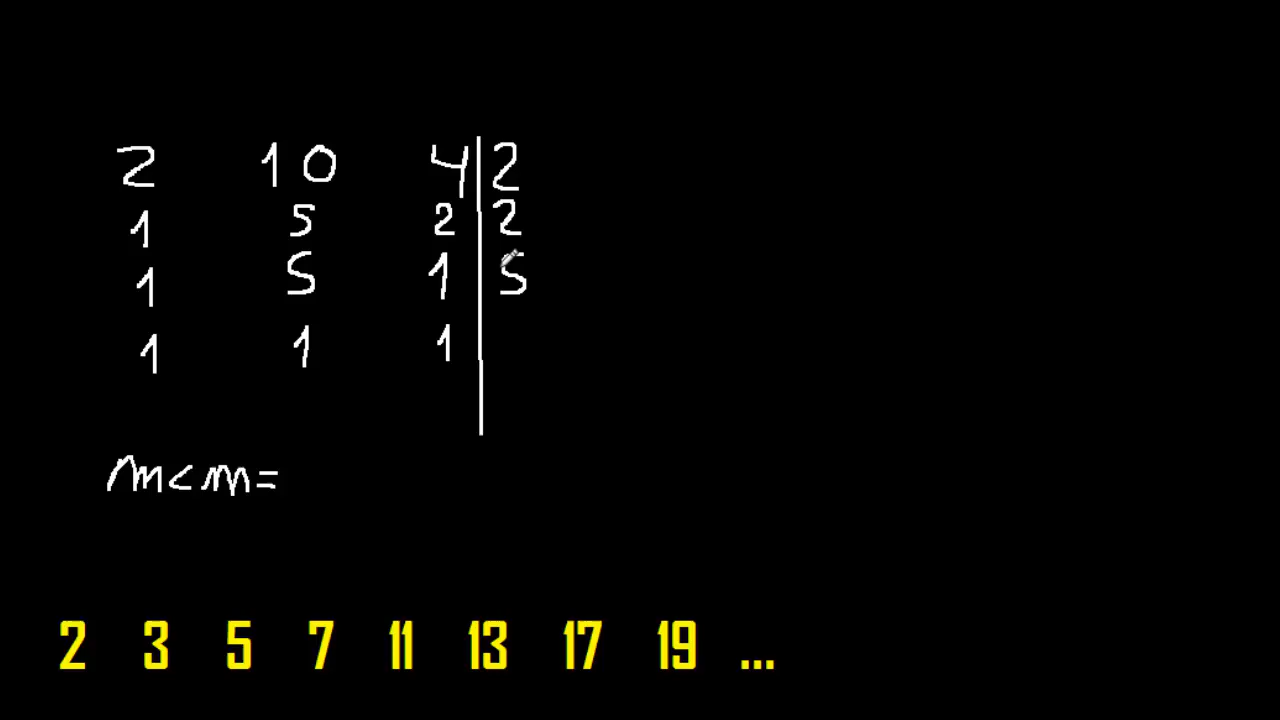 2 10 4 | 2
1 5 2 | 2
1 5 1 | 5
1 1 1 |
mcm=
2 3 5 7 11 13 17 19 ...